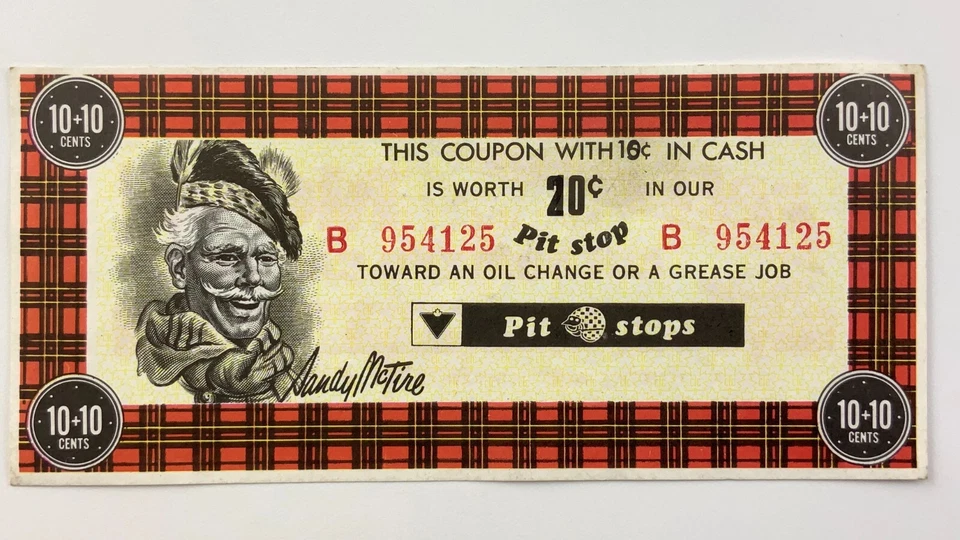 10+10 CENTS
10+10 CENTS
THIS COUPON WITH 10¢ IN CASH
IS WORTH 20¢ IN OUR
B 954125 Pit stop B 954125
TOWARD AN OIL CHANGE OR A GREASE JOB
Pit stops
Sandy McTire
10+10 CENTS
10+10 CENTS